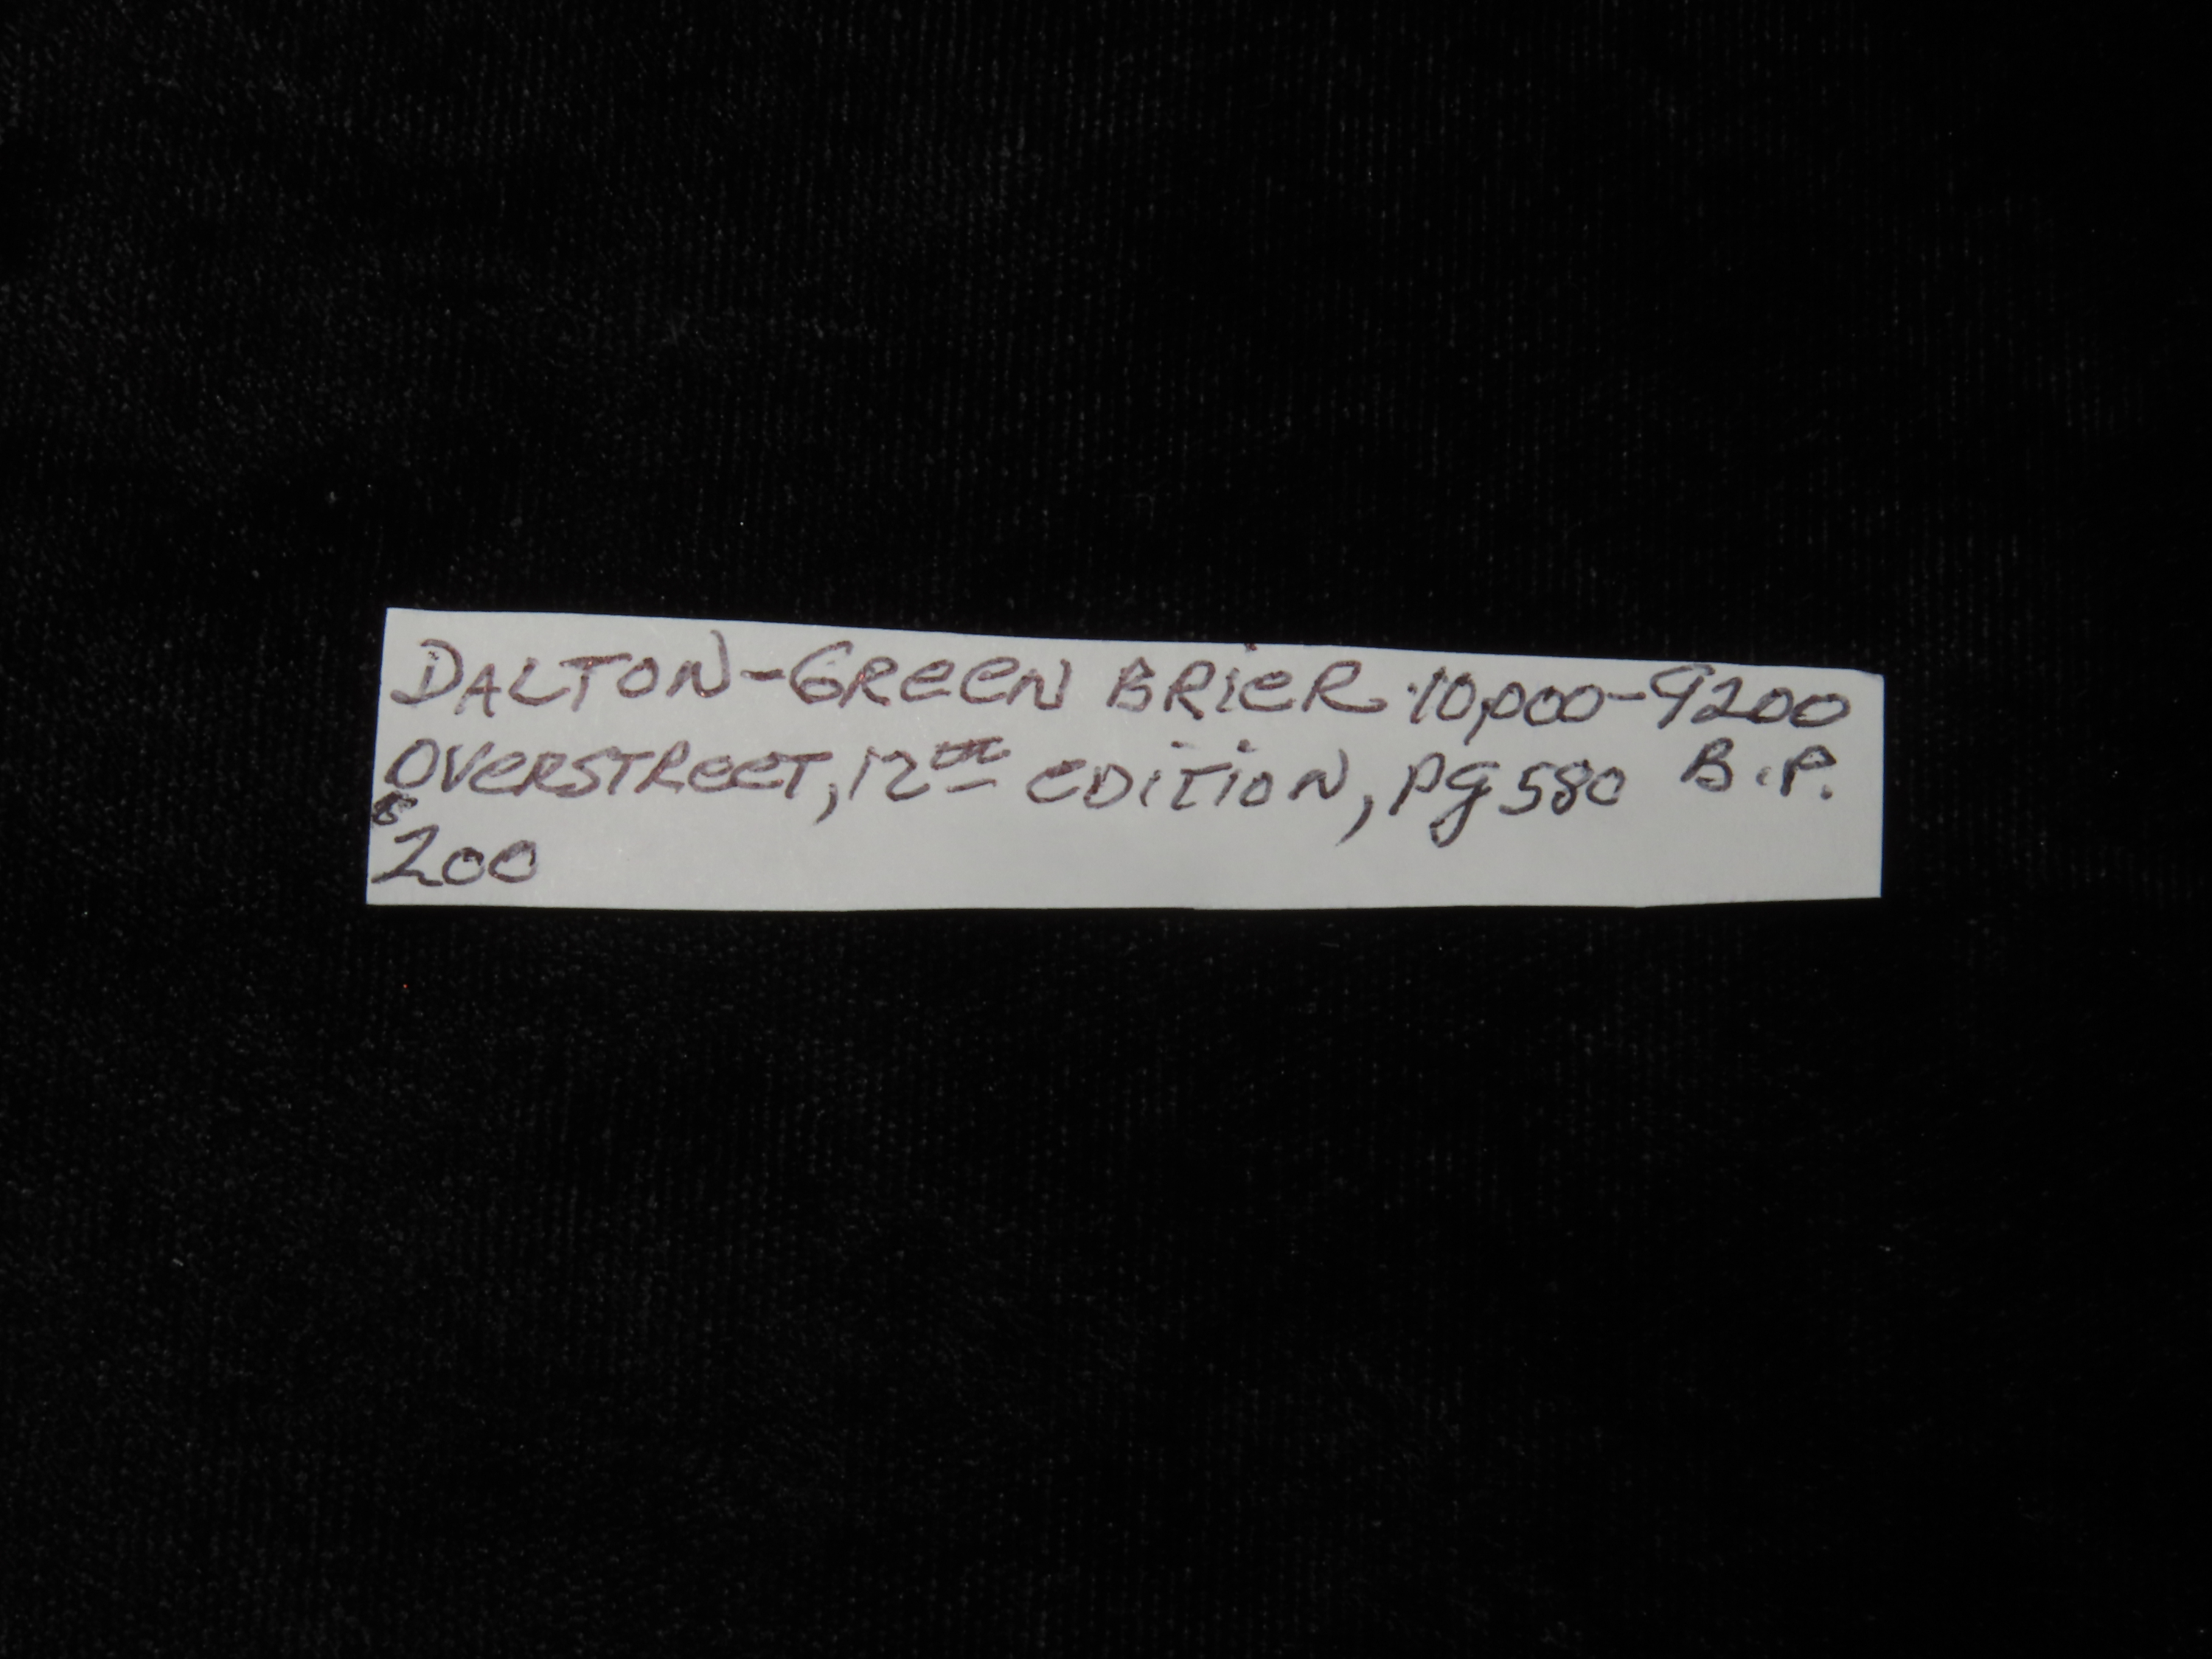 DALTON-GREEN BRIER 10,000-9200
OVERSTREET, 12th EDITION, pg 580 B.P.
$200